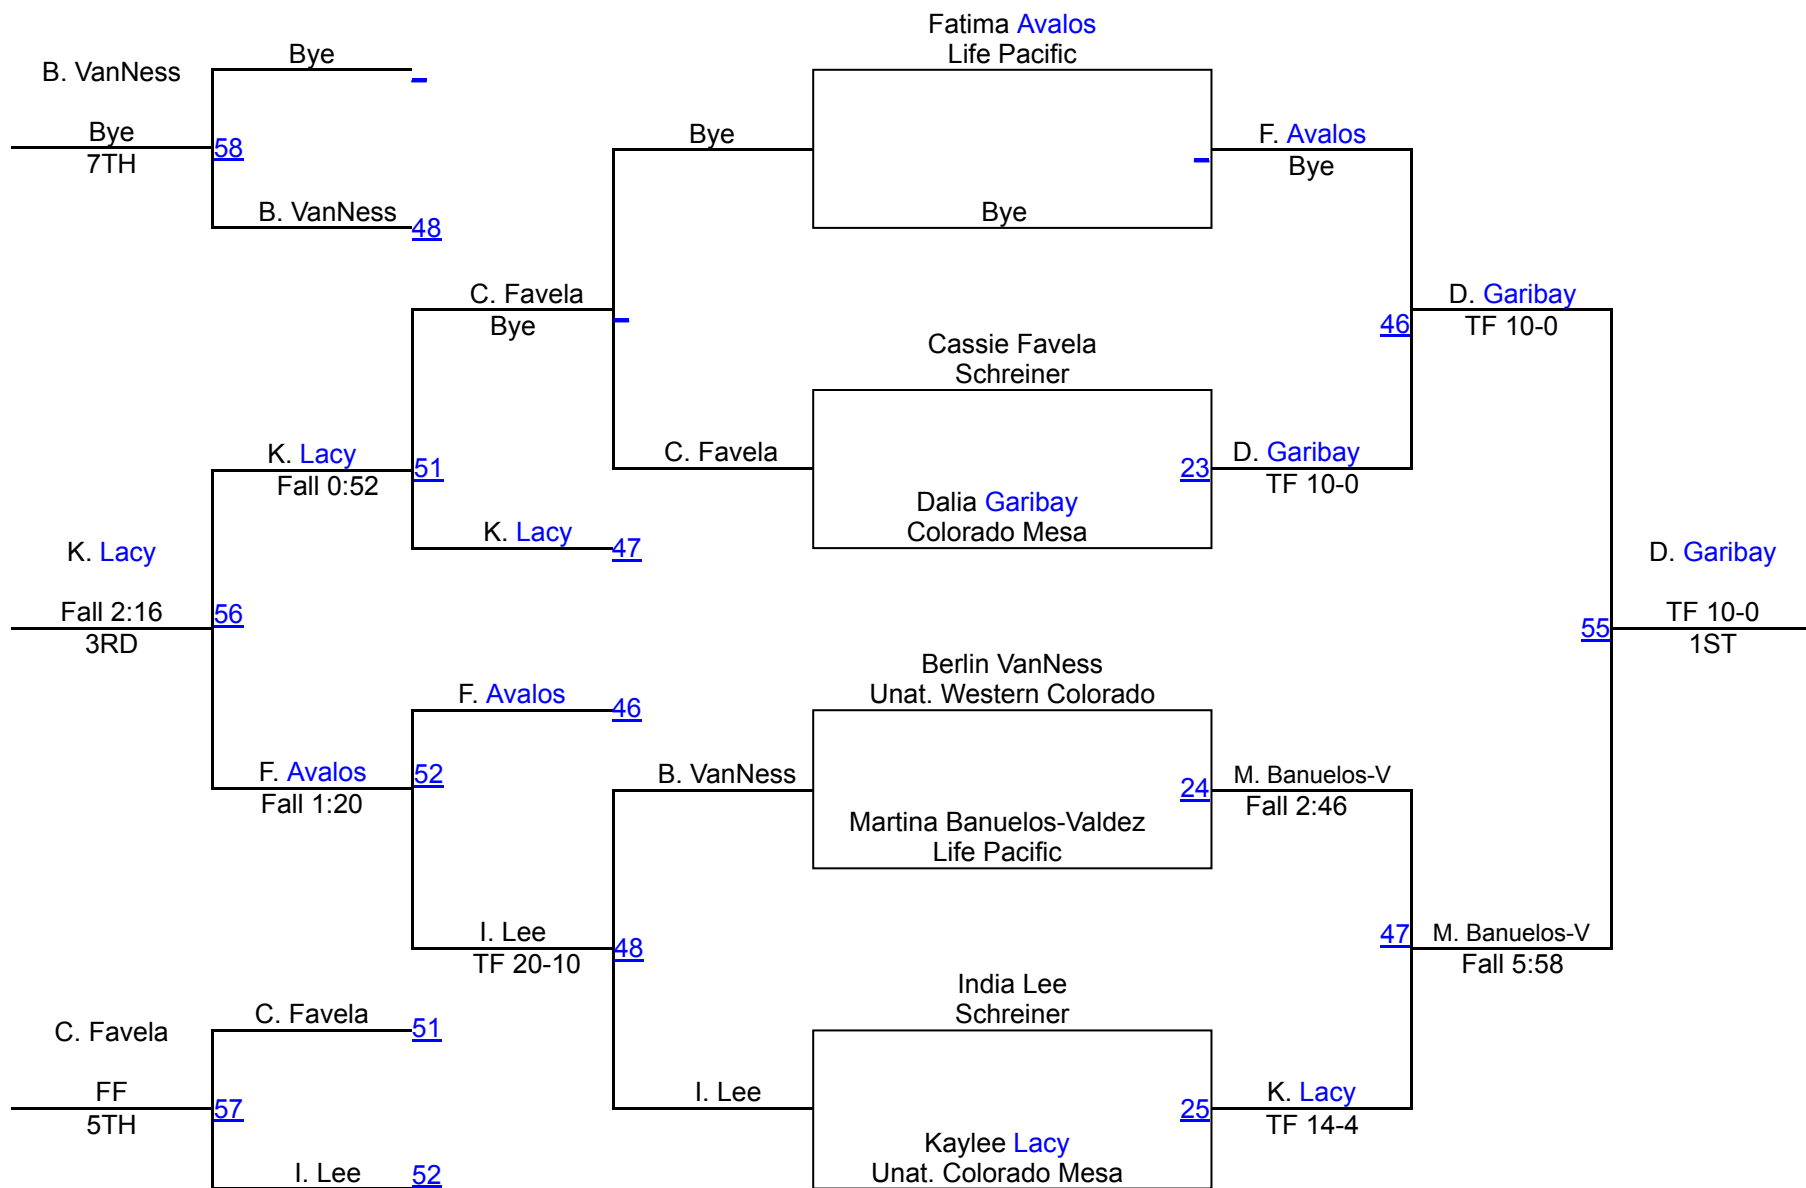 Fatima Avalos
Life Pacific
Bye
B. VanNess
Bye
58
7TH
B. VanNess
48
Bye
F. Avalos
Bye
Bye
C. Favela
Bye
46
D. Garibay
TF 10-0
Cassie Favela
Schreiner
C. Favela
23
D. Garibay
TF 10-0
Dalia Garibay
Colorado Mesa
K. Lacy
51
Fall 0:52
K. Lacy
47
K. Lacy
Fall 2:16
56
3RD
D. Garibay
TF 10-0
55
1ST
Berlin VanNess
Unat. Western Colorado
F. Avalos
46
B. VanNess
24
M. Banuelos-V
Fall 2:46
F. Avalos
52
Fall 1:20
Martina Banuelos-Valdez
Life Pacific
I. Lee
48
TF 20-10
47
M. Banuelos-V
Fall 5:58
India Lee
Schreiner
C. Favela
51
C. Favela
FF
57
5TH
I. Lee
52
I. Lee
25
K. Lacy
TF 14-4
Kaylee Lacy
Unat. Colorado Mesa